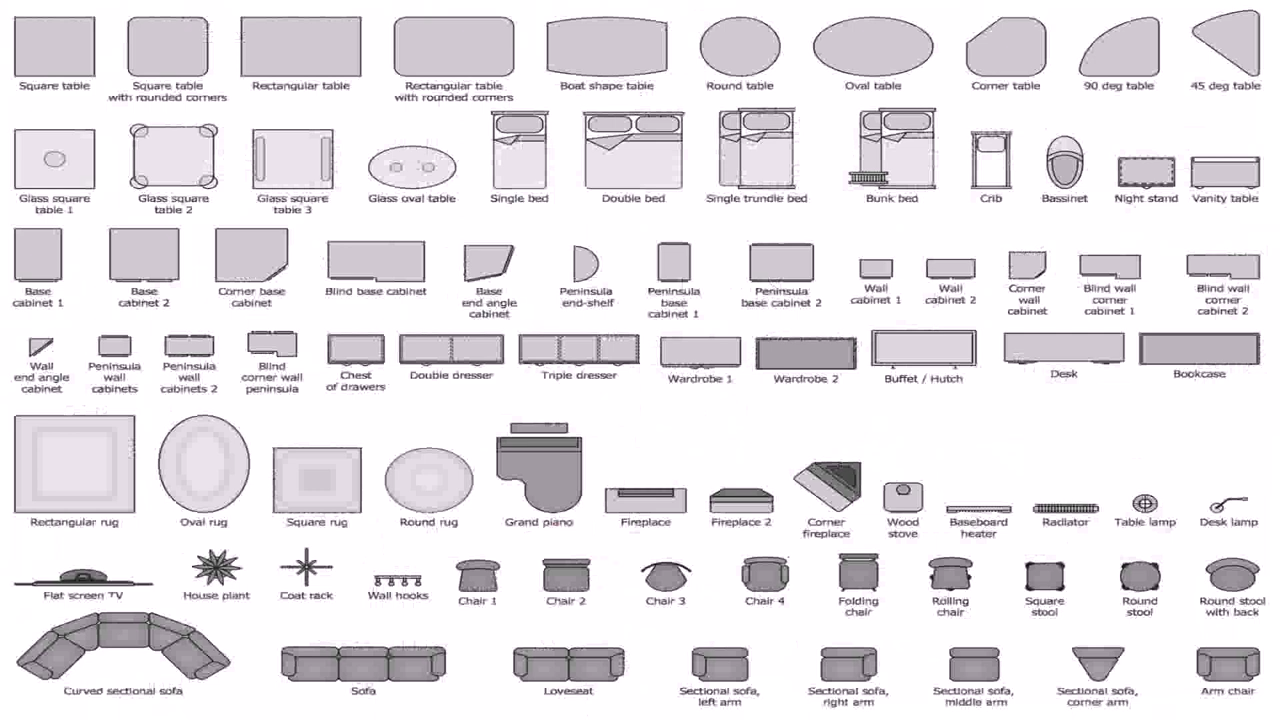 Square table
Square table
with rounded corners
Rectangular table
Rectangular table
with rounded corners
Boat shape table
Round table
Oval table
Corner table
90 deg table
45 deg table
Glass square
table 1
Glass square
table 2
Glass square
table 3
Glass oval table
Single bed
Double bed
Single trundle bed
Bunk bed
Crib
Bassinet
Night stand
Vanity table
Base
cabinet 1
Base
cabinet 2
Corner base
cabinet
Blind base cabinet
Base
end angle
cabinet
Peninsula
end-shelf
Peninsula
base
cabinet 1
Peninsula
base cabinet 2
Wall
cabinet 1
Wall
cabinet 2
Corner
wall
cabinet
Blind wall
corner
cabinet 1
Blind wall
corner
cabinet 2
Wall
end angle
cabinet
Peninsula
wall
cabinets
Peninsula
wall
cabinets 2
Blind
corner wall
peninsula
Chest
of drawers
Double dresser
Triple dresser
Wardrobe 1
Wardrobe 2
Buffet / Hutch
Desk
Bookcase
Rectangular rug
Oval rug
Square rug
Round rug
Grand piano
Fireplace
Fireplace 2
Corner
fireplace
Wood
stove
Baseboard
heater
Radiator
Table lamp
Desk lamp
Flat screen TV
House plant
Coat rack
Wall hooks
Chair 1
Chair 2
Chair 3
Chair 4
Folding
chair
Rolling
chair
Square
stool
Round
stool
Round stool
with back
Curved sectional sofa
Sofa
Loveseat
Sectional sofa,
left arm
Sectional sofa,
right arm
Sectional sofa,
middle arm
Sectional sofa,
corner arm
Arm chair